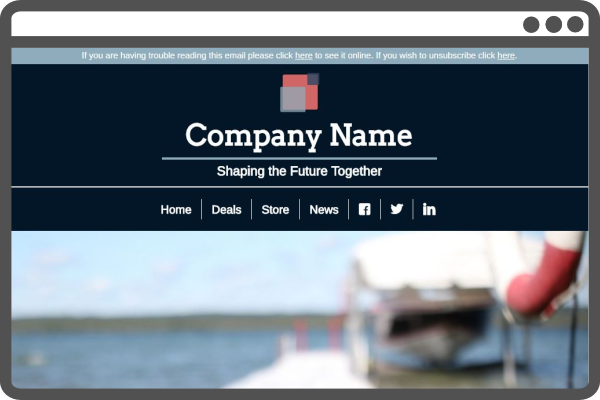 If you are having trouble reading this email please click here to see it online. If you wish to unsubscribe click here.
Company Name
Shaping the Future Together
Home Deals Store News